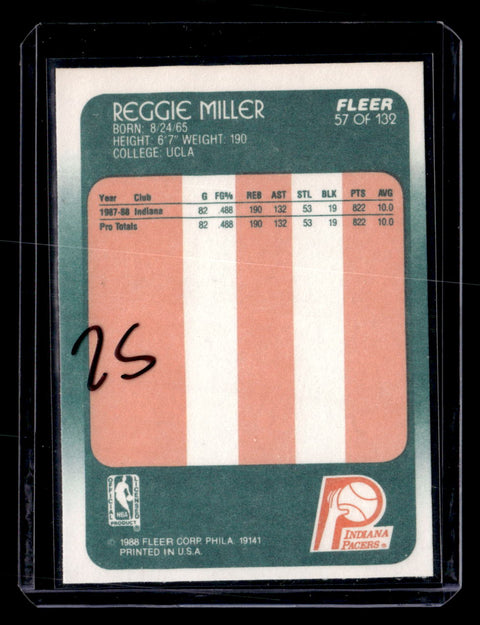 REGGIE MILLER
BORN: 8/24/65
HEIGHT: 6'7" WEIGHT: 190
COLLEGE: UCLA
FLEER
57 OF 132
Year Club G FG% REB AST STL BLK PTS AVG
1987-88 Indiana 82 .488 190 132 53 19 822 10.0
Pro Totals 82 .488 190 132 53 19 822 10.0
25
OFFICIAL LICENSED
NBA
PRODUCT
© 1988 FLEER CORP. PHILA. 19141
PRINTED IN U.S.A.
INDIANA
PACERS ®